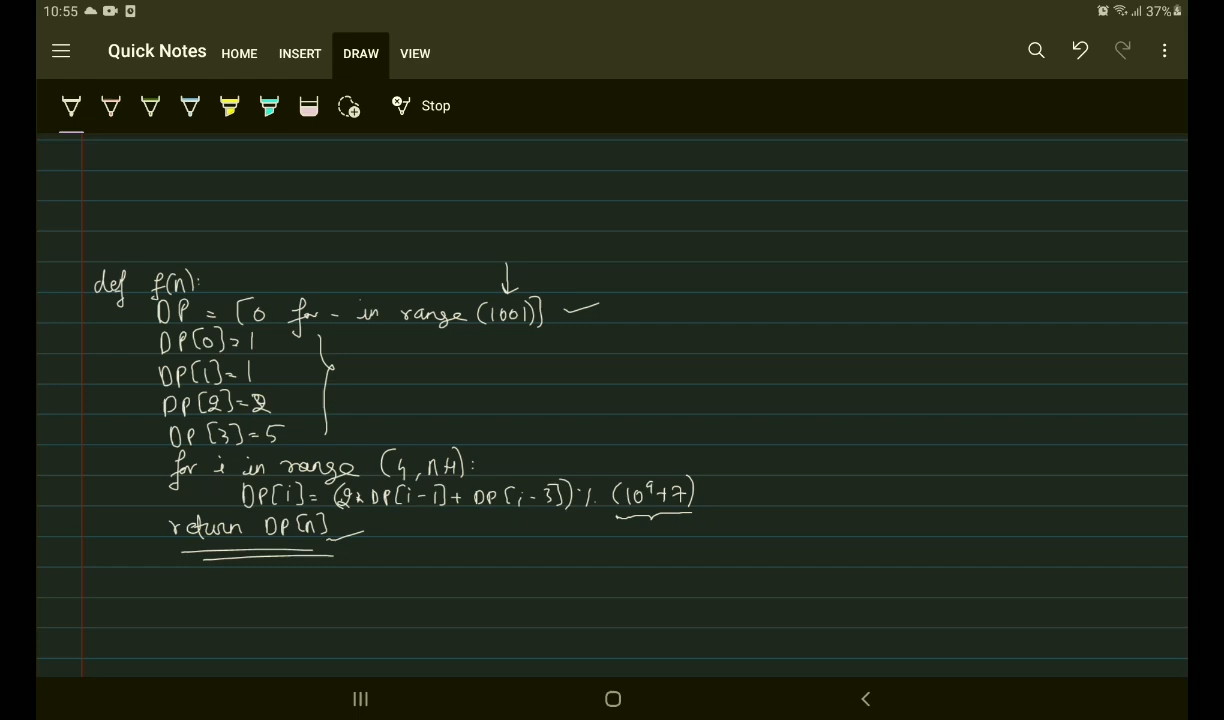 10:55 37%
Quick Notes HOME INSERT DRAW VIEW
Stop
def f(n):
DP = [0 for - in range (1001)]
DP[0]=1
DP[1]=1
DP[2]=2
DP[3]=5
for i in range (4, n+1):
DP[i]= (2*DP[i-1]+ DP[i-3])% (10⁹+7)
return DP[n]